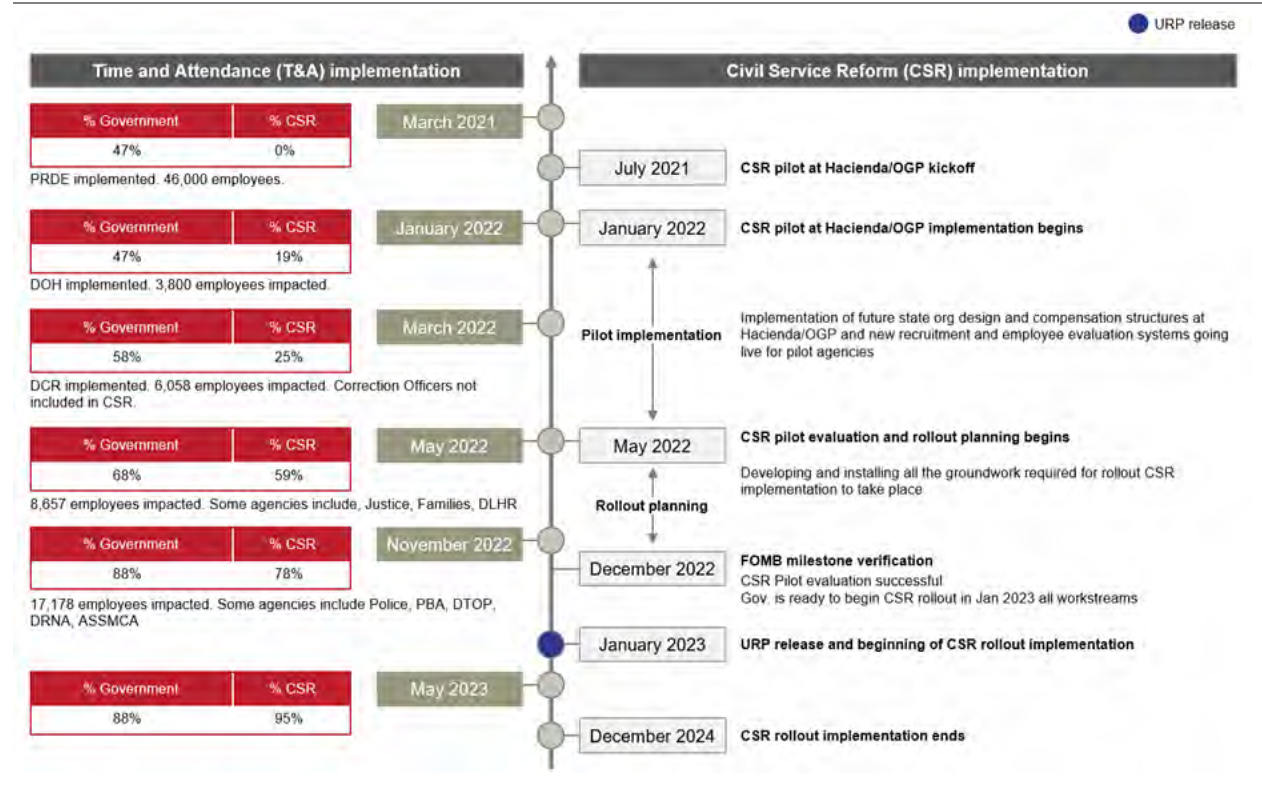 URP release
Time and Attendance (T&A) implementation
Civil Service Reform (CSR) implementation
% Government % CSR
47% 0%
PRDE implemented. 46,000 employees.
March 2021
July 2021
CSR pilot at Hacienda/OGP kickoff
% Government % CSR
47% 19%
DOH implemented. 3,800 employees impacted.
January 2022
January 2022
CSR pilot at Hacienda/OGP implementation begins
% Government % CSR
58% 25%
DCR implemented. 6,058 employees impacted. Correction Officers not
included in CSR.
March 2022
Pilot implementation
Implementation of future state org design and compensation structures at
Hacienda/OGP and new recruitment and employee evaluation systems going
live for pilot agencies
% Government % CSR
68% 59%
8,657 employees impacted. Some agencies include, Justice, Families, DLHR
May 2022
May 2022
CSR pilot evaluation and rollout planning begins
Developing and installing all the groundwork required for rollout CSR
implementation to take place
Rollout planning
% Government % CSR
88% 78%
17,178 employees impacted. Some agencies include Police, PBA, DTOP,
DRNA, ASSMCA
November 2022
December 2022
FOMB milestone verification
CSR Pilot evaluation successful
Gov. is ready to begin CSR rollout in Jan 2023 all workstreams
January 2023
URP release and beginning of CSR rollout implementation
% Government % CSR
88% 95%
May 2023
December 2024
CSR rollout implementation ends